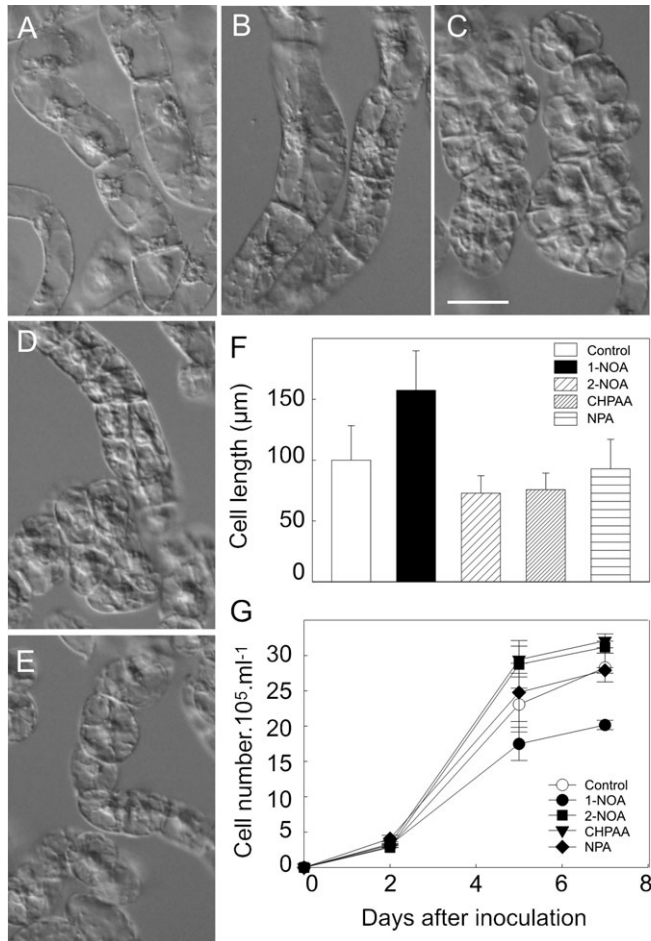 A
B
C
D
E
F
Cell length (μm)
150
100
50
0
Control
1-NOA
2-NOA
CHPAA
NPA
G
Cell number.10⁵.ml⁻¹
30
25
20
15
10
5
0
Control
1-NOA
2-NOA
CHPAA
NPA
0 2 4 6 8
Days after inoculation